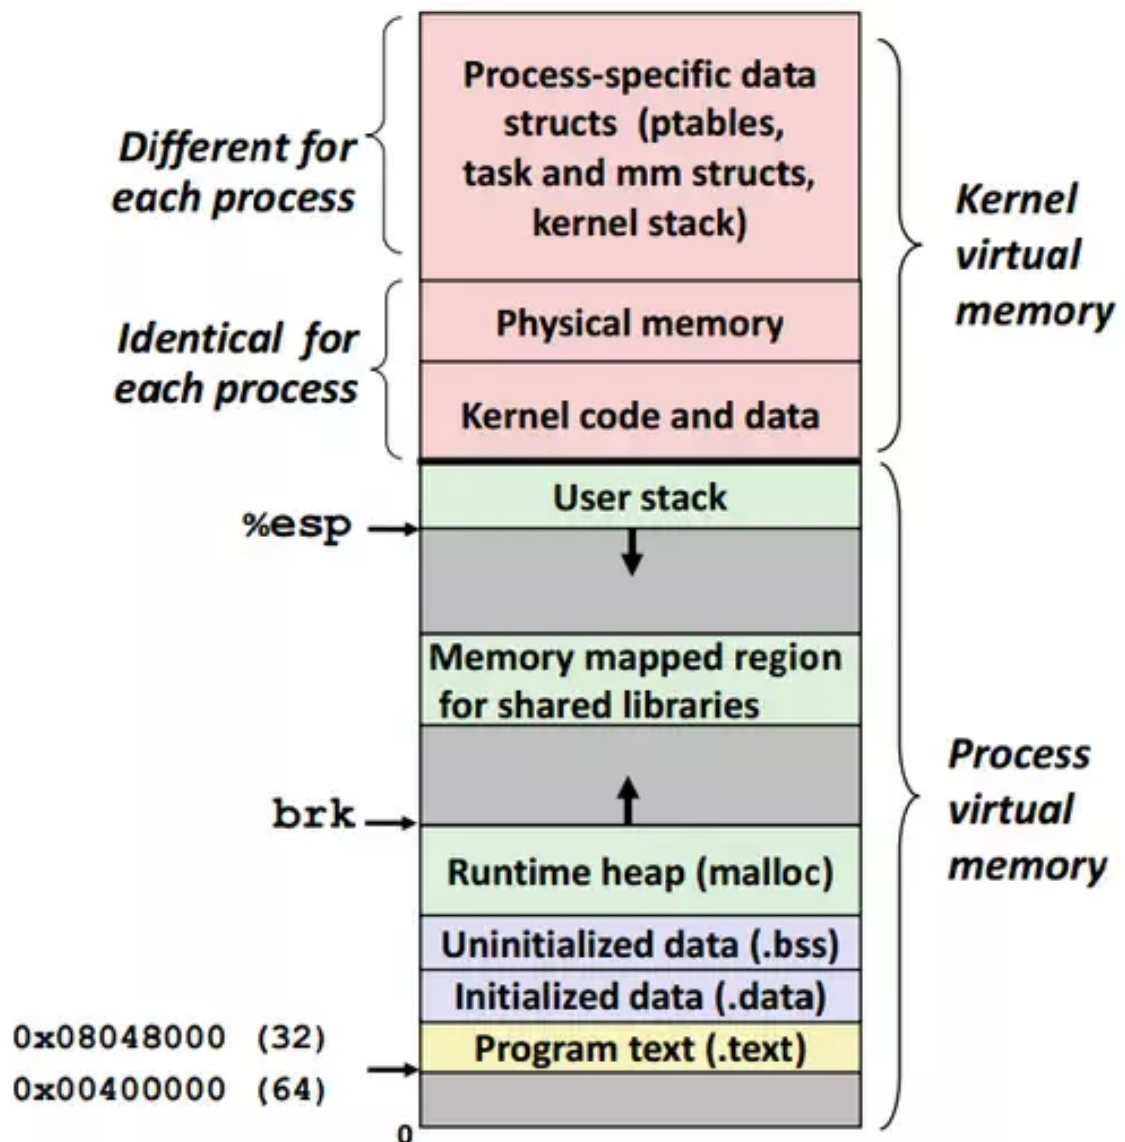 Process-specific data
structs (ptables,
task and mm structs,
kernel stack)
Different for
each process
Kernel
virtual
memory
Physical memory
Identical for
each process
Kernel code and data
User stack
%esp
Memory mapped region
for shared libraries
Process
virtual
memory
brk
Runtime heap (malloc)
Uninitialized data (.bss)
Initialized data (.data)
0x08048000 (32)
Program text (.text)
0x00400000 (64)
0